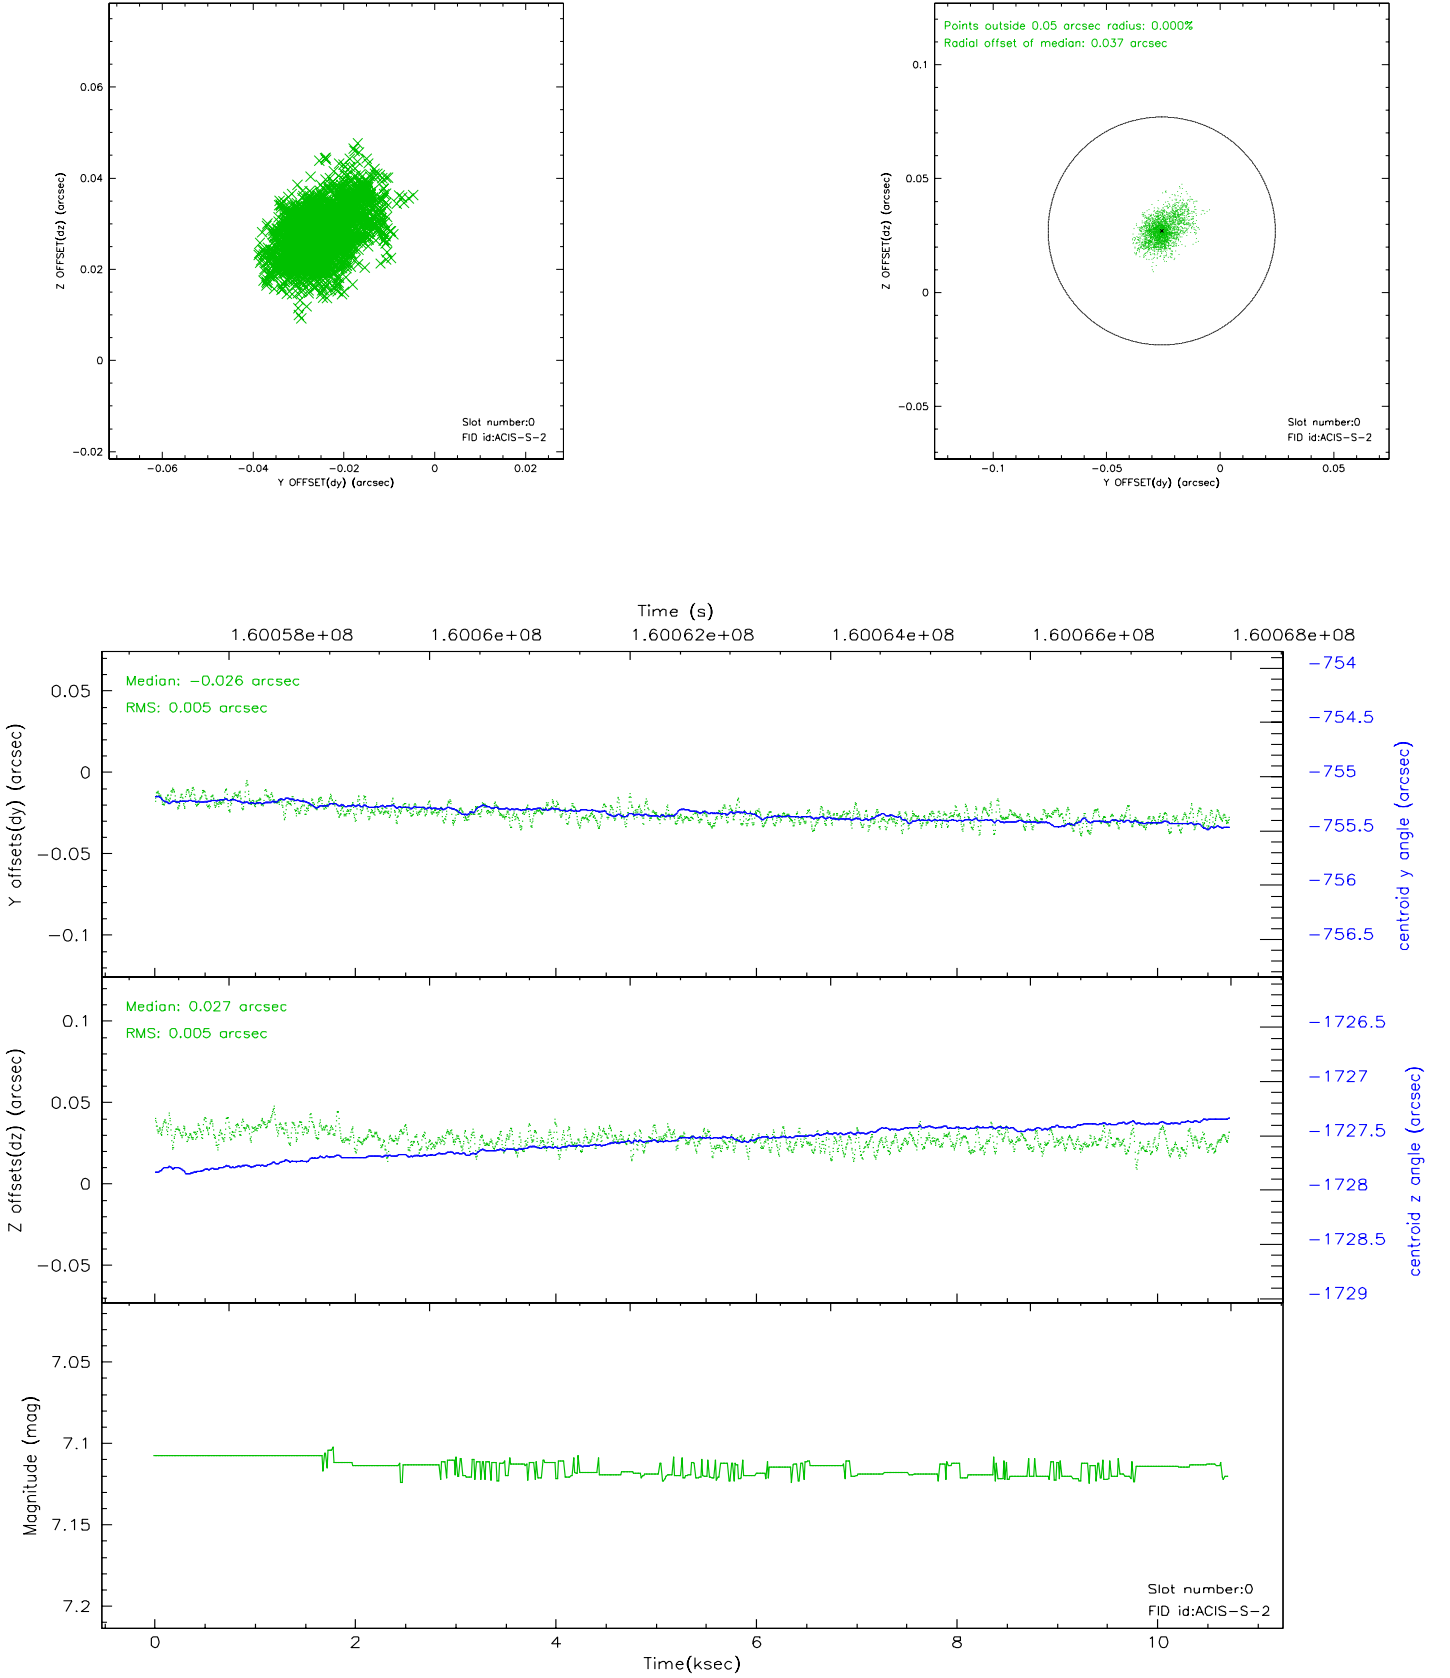 0.06
0.04
0.02
0
-0.02
Z OFFSET(dz) (arcsec)
Slot number:0
FID id:ACIS-S-2
-0.06
-0.04
-0.02
0
0.02
Y OFFSET(dy) (arcsec)
Points outside 0.05 arcsec radius: 0.000%
Radial offset of median: 0.037 arcsec
0.1
0.05
0
-0.05
Z OFFSET(dz) (arcsec)
Slot number:0
FID id:ACIS-S-2
-0.1
-0.05
0
0.05
Y OFFSET(dy) (arcsec)
Time (s)
1.60058e+08
1.6006e+08
1.60062e+08
1.60064e+08
1.60066e+08
1.60068e+08
Median: -0.026 arcsec
RMS: 0.005 arcsec
0.05
0
-0.05
-0.1
Y offsets(dy) (arcsec)
-754
-754.5
-755
-755.5
-756
-756.5
centroid y angle (arcsec)
Median: 0.027 arcsec
RMS: 0.005 arcsec
0.1
0.05
0
-0.05
Z offsets(dz) (arcsec)
-1726.5
-1727
-1727.5
-1728
-1728.5
-1729
centroid z angle (arcsec)
7.05
7.1
7.15
7.2
Magnitude (mag)
Slot number:0
FID id:ACIS-S-2
0
2
4
6
8
10
Time(ksec)